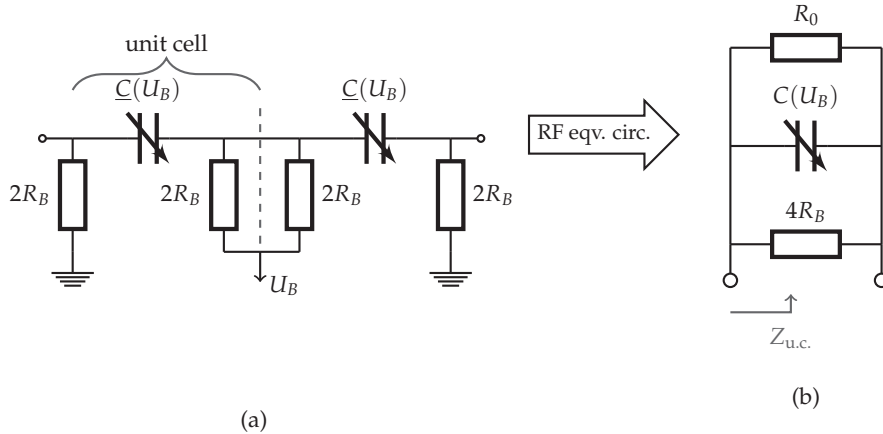 unit cell
C(U_B)
C(U_B)
2R_B
2R_B
2R_B
2R_B
U_B
(a)
RF eqv. circ.
R_0
C(U_B)
4R_B
Z_u.c.
(b)